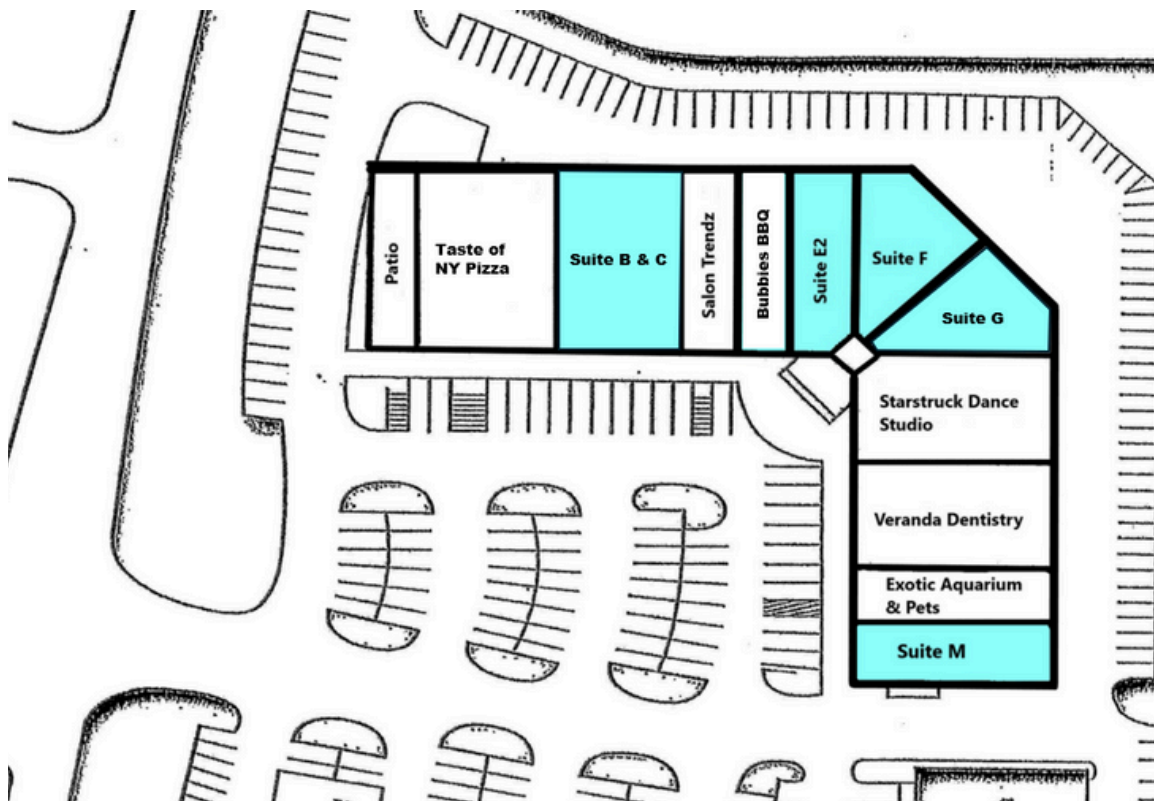 Patio
Taste of
NY Pizza
Suite B & C
Salon Trendz
Bubbies BBQ
Suite E2
Suite F
Suite G
Starstruck Dance
Studio
Veranda Dentistry
Exotic Aquarium
& Pets
Suite M